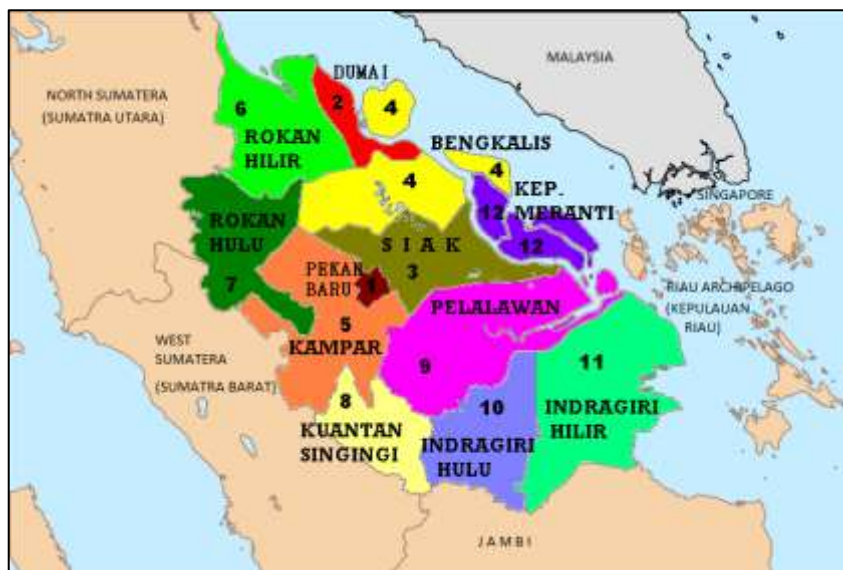 MALAYSIA
DUMAI
NORTH SUMATERA
(SUMATRA UTARA)
6
2
4
ROKAN
HILIR
BENGKALIS
4
4
KEP.
MERANTI
SINGAPORE
12
12
ROKAN
HULU
7
S I A K
3
PEKAN
BARU
1
RIAU ARCHIPELAGO
(KEPULAUAN
RIAU)
PELALAWAN
9
5
KAMPAR
WEST
SUMATERA
(SUMATRA BARAT)
11
INDRAGIRI
HILIR
8
KUANTAN
SINGINGI
10
INDRAGIRI
HULU
J A M B I